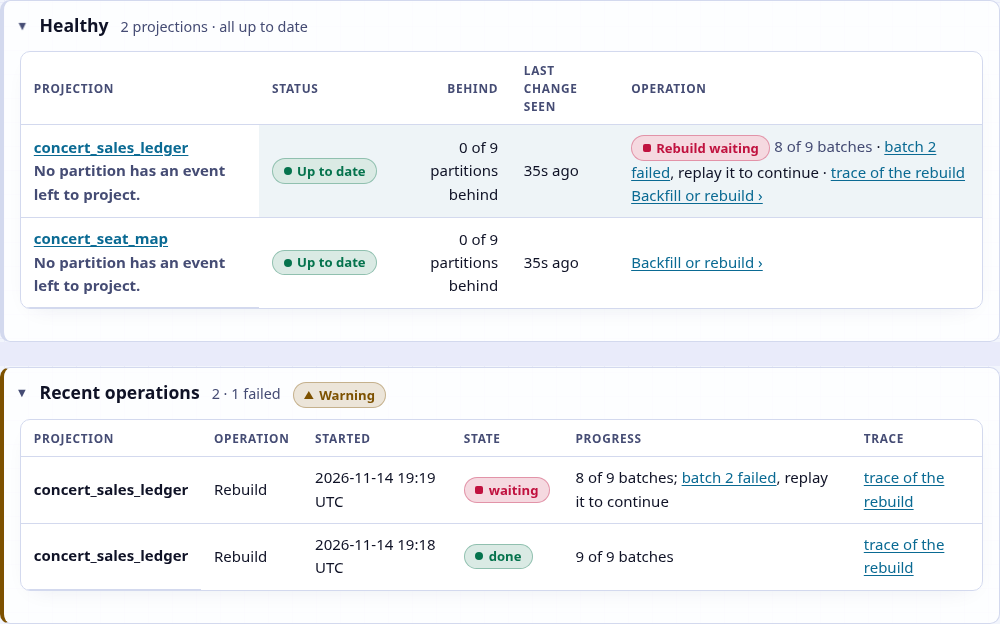 ▼ Healthy 2 projections · all up to date
PROJECTION STATUS BEHIND LAST CHANGE SEEN OPERATION
concert_sales_ledger
No partition has an event
left to project.
Up to date
0 of 9
partitions
behind
35s ago
Rebuild waiting 8 of 9 batches · batch 2
failed, replay it to continue · trace of the rebuild
Backfill or rebuild ›
concert_seat_map
No partition has an event
left to project.
Up to date
0 of 9
partitions
behind
35s ago
Backfill or rebuild ›
▼ Recent operations 2 · 1 failed ▲ Warning
PROJECTION OPERATION STARTED STATE PROGRESS TRACE
concert_sales_ledger
Rebuild
2026-11-14 19:19
UTC
waiting
8 of 9 batches; batch 2 failed, replay
it to continue
trace of the
rebuild
concert_sales_ledger
Rebuild
2026-11-14 19:18
UTC
done
9 of 9 batches
trace of the
rebuild